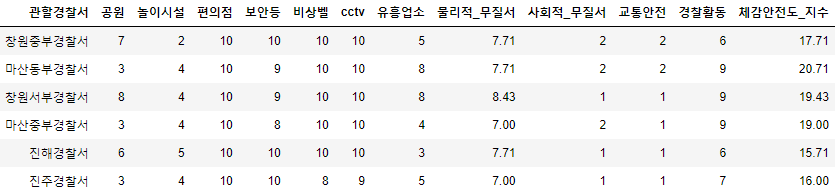 관할경찰서 공원 놀이시설 편의점 보안등 비상벨 cctv 유흥업소 물리적_무질서 사회적_무질서 교통안전 경찰활동 체감안전도_지수
창원중부경찰서 7 2 10 10 10 10 5 7.71 2 2 6 17.71
마산동부경찰서 3 4 10 9 10 10 8 7.71 2 2 9 20.71
창원서부경찰서 8 4 10 9 10 10 8 8.43 1 1 9 19.43
마산중부경찰서 3 4 10 8 10 10 4 7.00 2 1 9 19.00
진해경찰서 6 5 10 10 10 10 3 7.71 1 1 6 15.71
진주경찰서 3 4 10 10 8 9 5 7.00 1 1 7 16.00